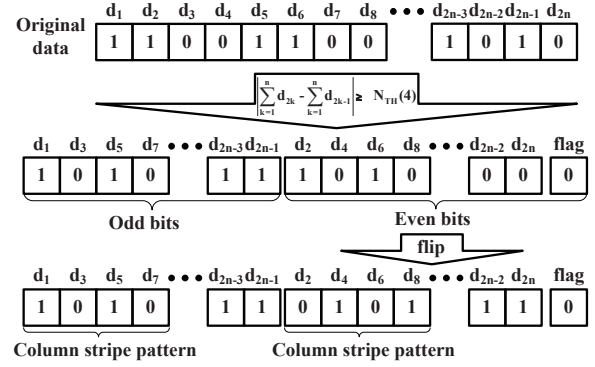 d₁ d₂ d₃ d₄ d₅ d₆ d₇ d₈ ••• d₂ₙ₋₃ d₂ₙ₋₂ d₂ₙ₋₁ d₂ₙ
Original data
1 1 0 0 1 1 0 0 1 0 1 0
|∑ₖ₌₁ⁿ d₂ₖ - ∑ₖ₌₁ⁿ d₂ₖ₋₁| ≥ N_TH(4)
d₁ d₃ d₅ d₇ ••• d₂ₙ₋₃ d₂ₙ₋₁ d₂ d₄ d₆ d₈ ••• d₂ₙ₋₂ d₂ₙ flag
1 0 1 0 1 1 1 0 1 0 0 0 0
Odd bits Even bits
flip
d₁ d₃ d₅ d₇ ••• d₂ₙ₋₃ d₂ₙ₋₁ d₂ d₄ d₆ d₈ ••• d₂ₙ₋₂ d₂ₙ flag
1 0 1 0 1 1 0 1 0 1 1 1 0
Column stripe pattern Column stripe pattern